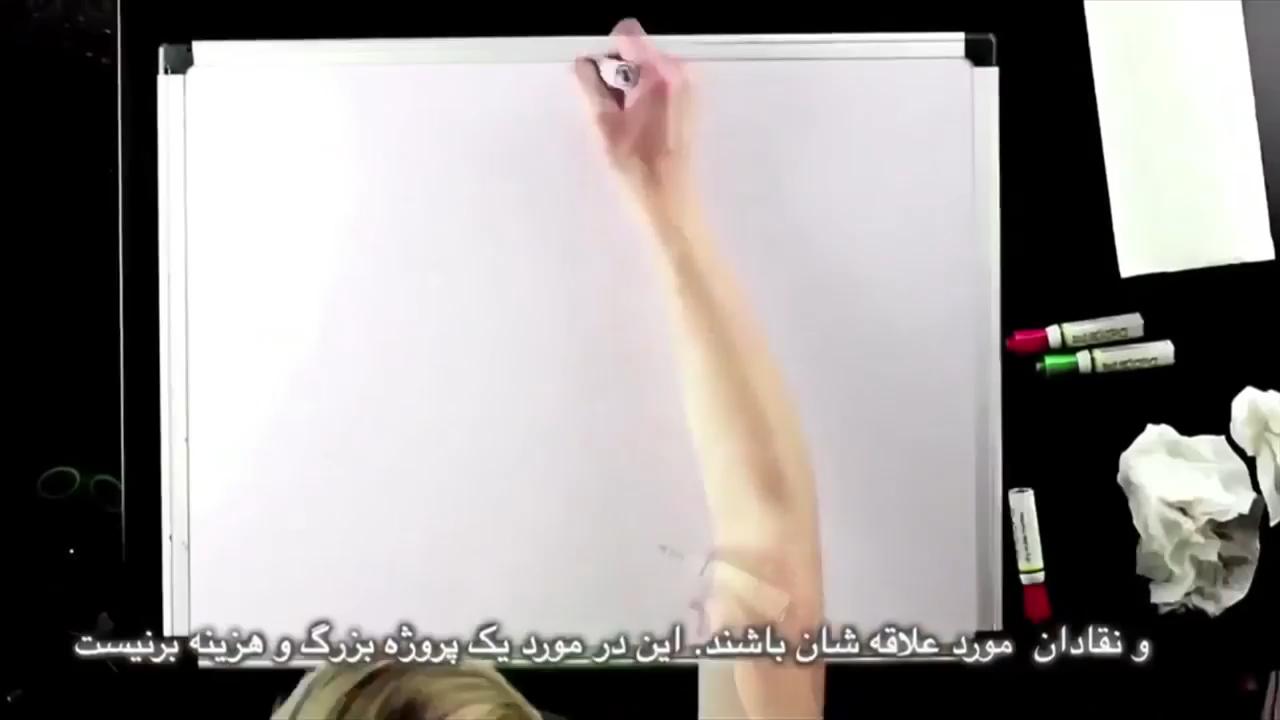 و نقادان مورد علاقه شان باشند. این در مورد یک پروژه بزرگ و هزینه برنیست